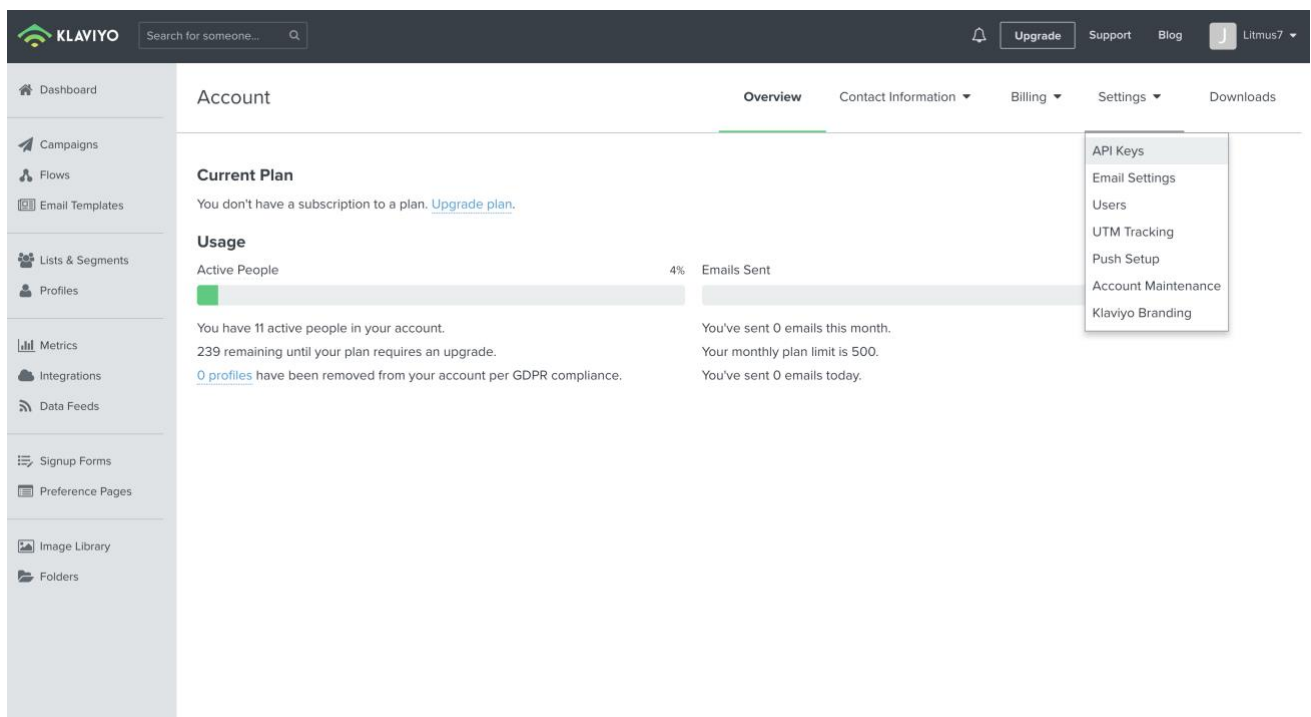 KLAVIYO
Search for someone...
Upgrade
Support
Blog
J
Litmus7
Dashboard
Campaigns
Flows
Email Templates
Lists & Segments
Profiles
Metrics
Integrations
Data Feeds
Signup Forms
Preference Pages
Image Library
Folders
Account
Overview
Contact Information
Billing
Settings
Downloads
API Keys
Email Settings
Users
UTM Tracking
Push Setup
Account Maintenance
Klaviyo Branding
Current Plan
You don't have a subscription to a plan. Upgrade plan.
Usage
Active People
4%
You have 11 active people in your account.
239 remaining until your plan requires an upgrade.
0 profiles have been removed from your account per GDPR compliance.
Emails Sent
You've sent 0 emails this month.
Your monthly plan limit is 500.
You've sent 0 emails today.